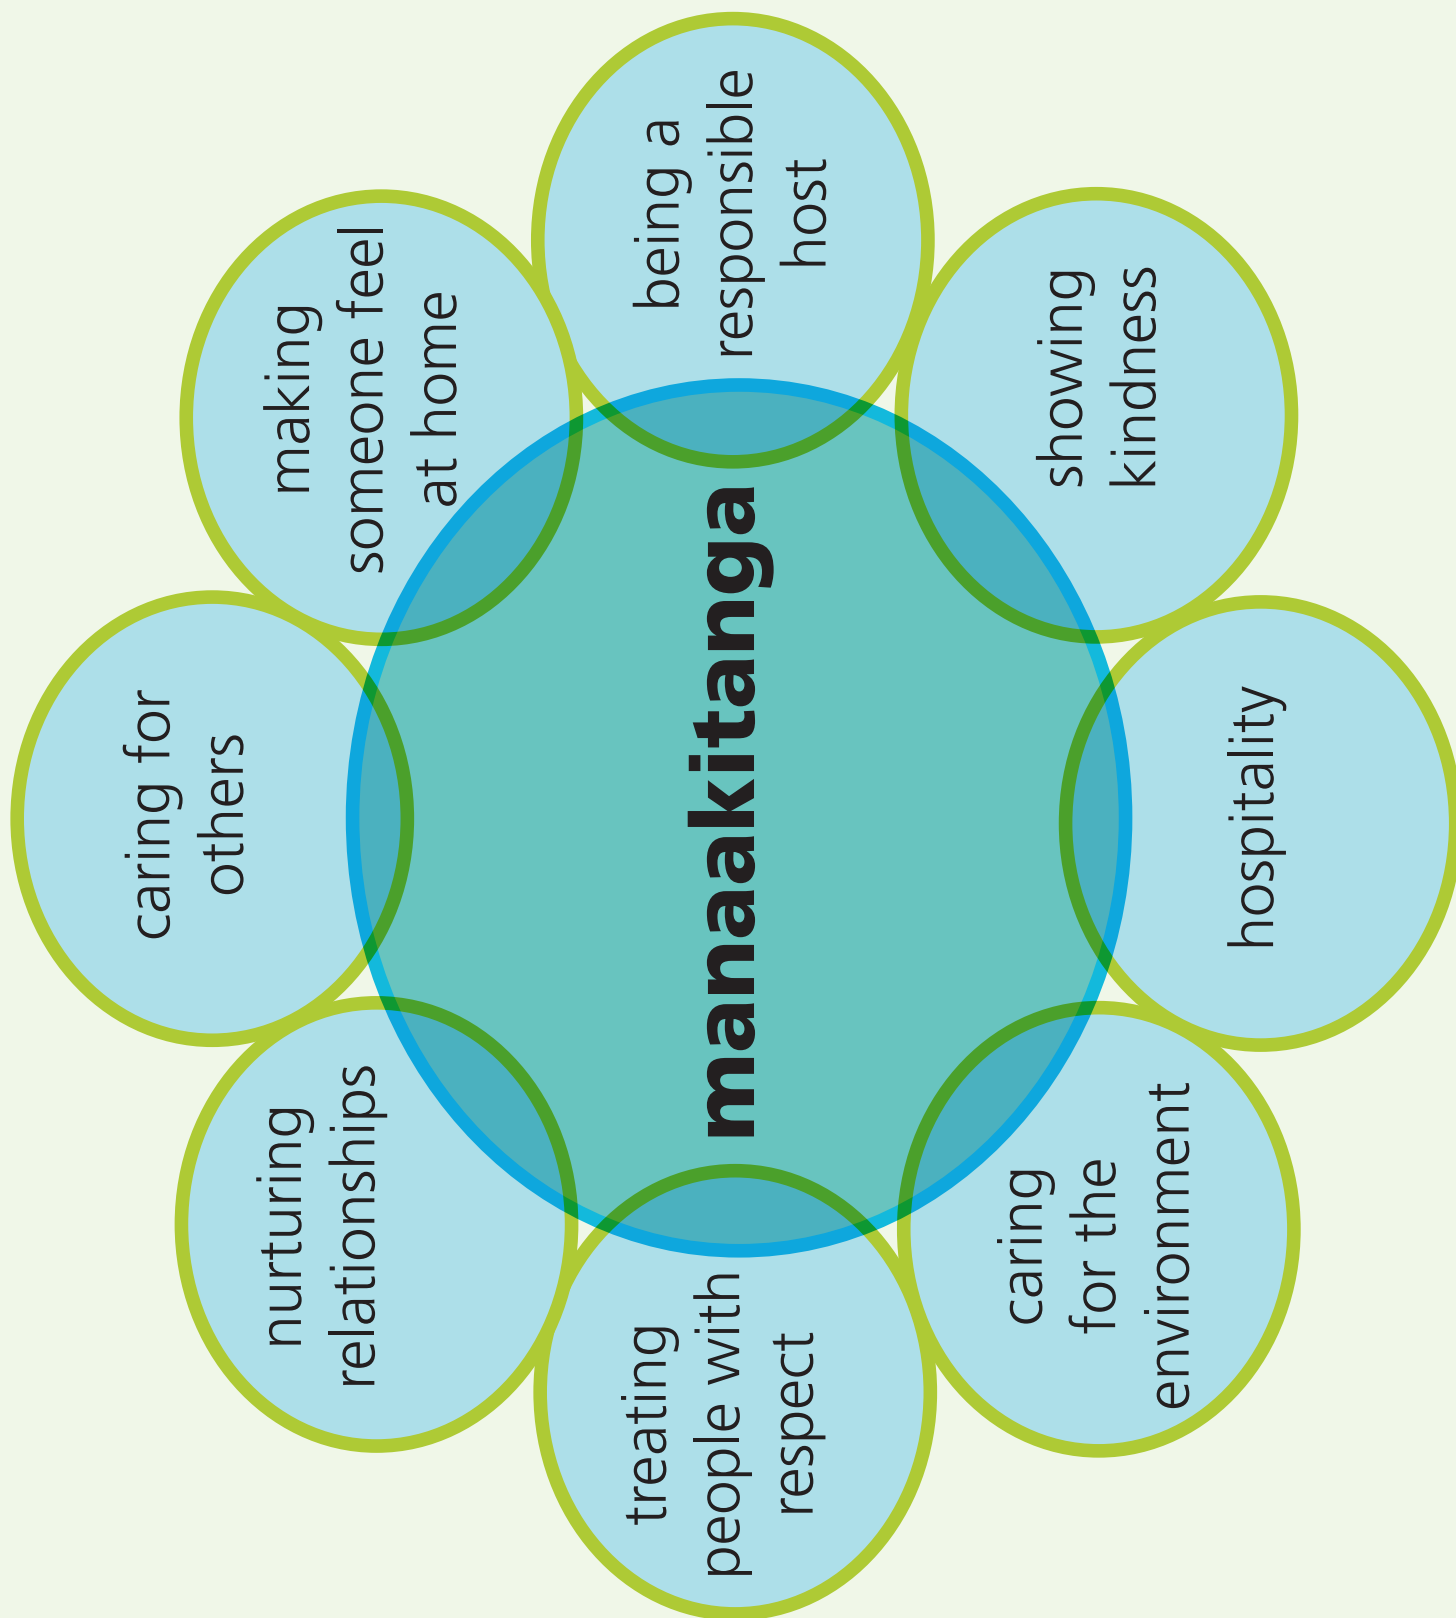 caring for
others
nurturing
relationships
making
someone feel
at home
treating
people with
respect
manaakitanga
being a
responsible
host
caring
for the
environment
showing
kindness
hospitality